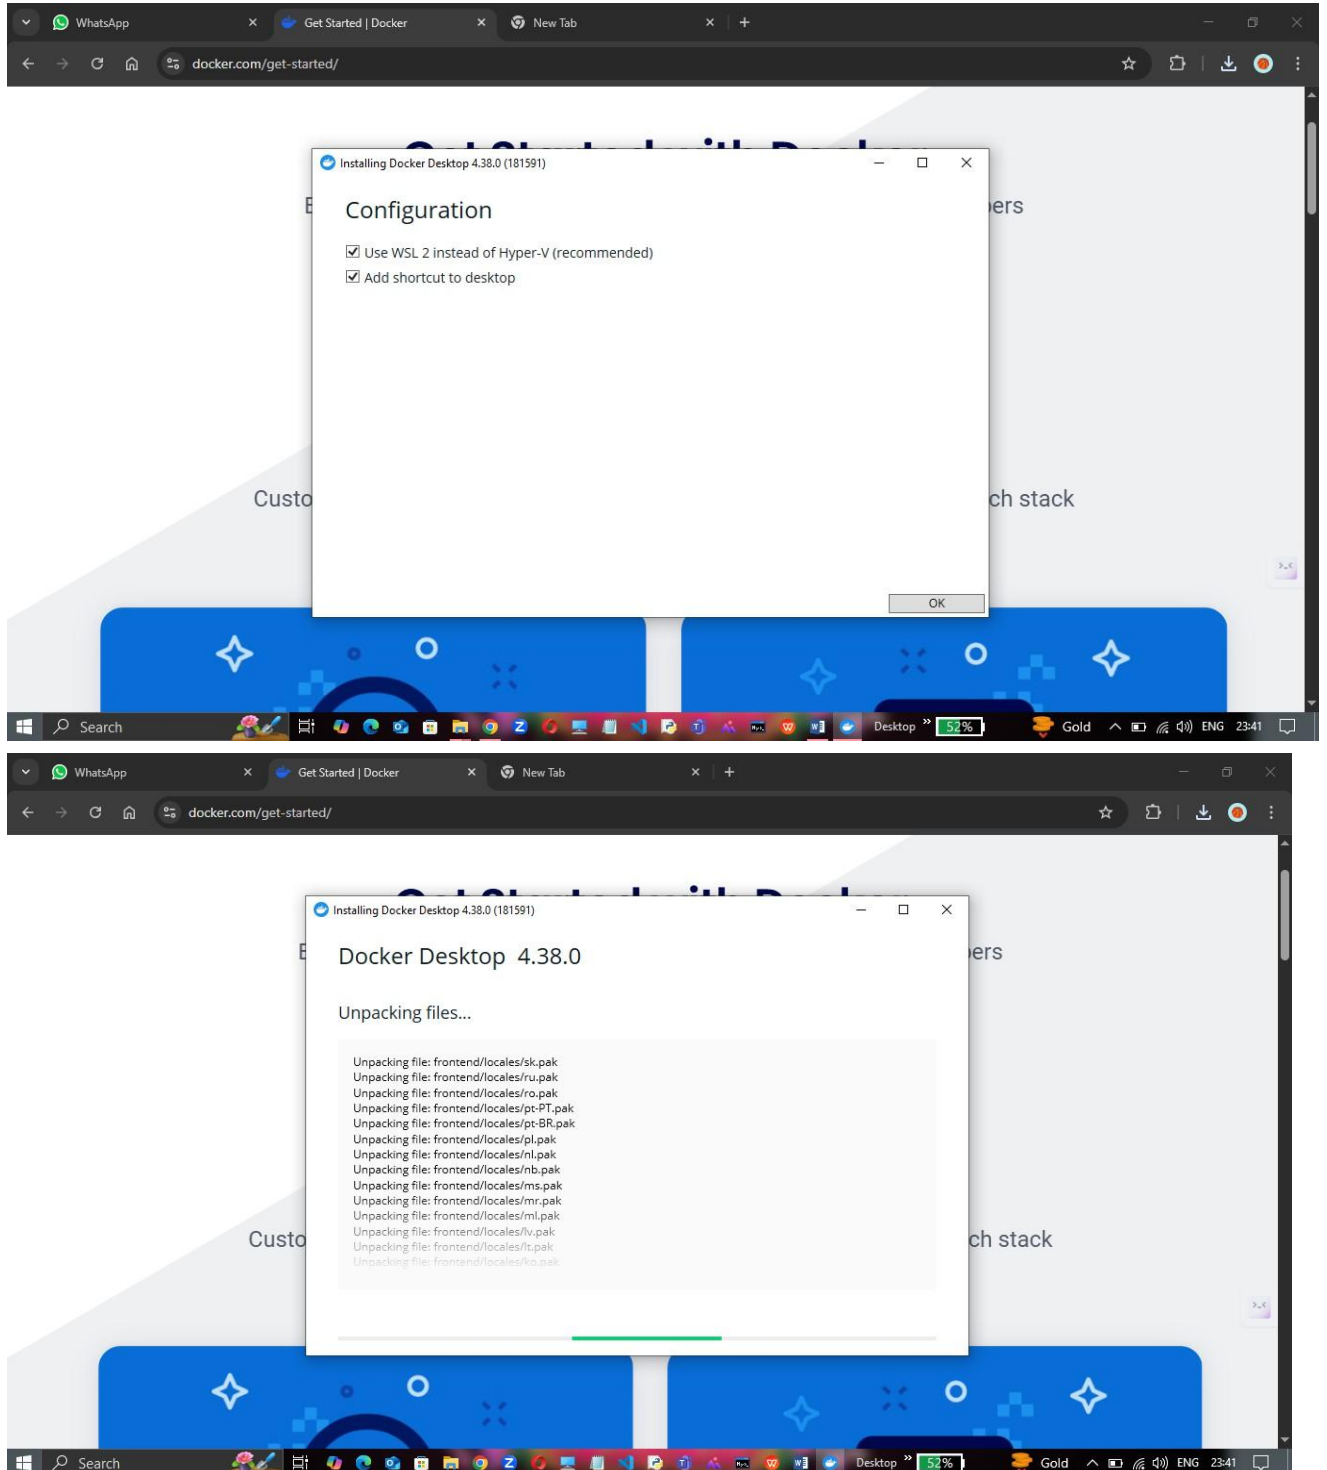 WhatsApp
Get Started | Docker
New Tab
docker.com/get-started/
Installing Docker Desktop 4.38.0 (181591)
Configuration
ers
Use WSL 2 instead of Hyper-V (recommended)
Add shortcut to desktop
Custo
ch stack
OK
Search
Desktop
52%
Gold
ENG
23:41
WhatsApp
Get Started | Docker
New Tab
docker.com/get-started/
Installing Docker Desktop 4.38.0 (181591)
Docker Desktop 4.38.0
ers
Unpacking files...
Unpacking file: frontend/locales/sk.pak
Unpacking file: frontend/locales/ru.pak
Unpacking file: frontend/locales/ro.pak
Unpacking file: frontend/locales/pt-PT.pak
Unpacking file: frontend/locales/pt-BR.pak
Unpacking file: frontend/locales/pl.pak
Unpacking file: frontend/locales/nl.pak
Unpacking file: frontend/locales/nb.pak
Unpacking file: frontend/locales/ms.pak
Unpacking file: frontend/locales/mr.pak
Unpacking file: frontend/locales/ml.pak
Unpacking file: frontend/locales/lv.pak
Unpacking file: frontend/locales/lt.pak
Unpacking file: frontend/locales/ko.pak
Custo
ch stack
Search
Desktop
52%
Gold
ENG
23:41